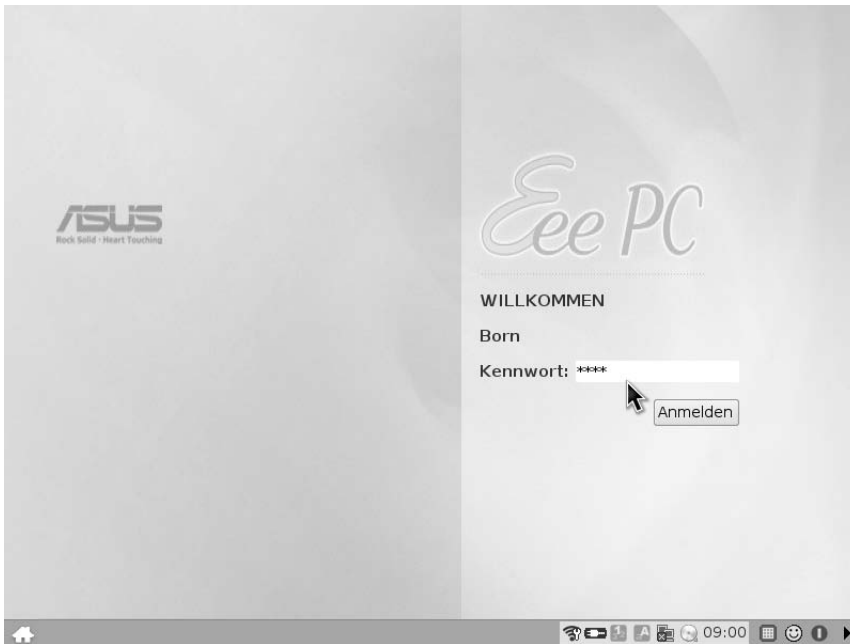 ASUS
Rock Solid · Heart Touching
Eee PC
WILLKOMMEN
Born
Kennwort: ****
Anmelden
09:00